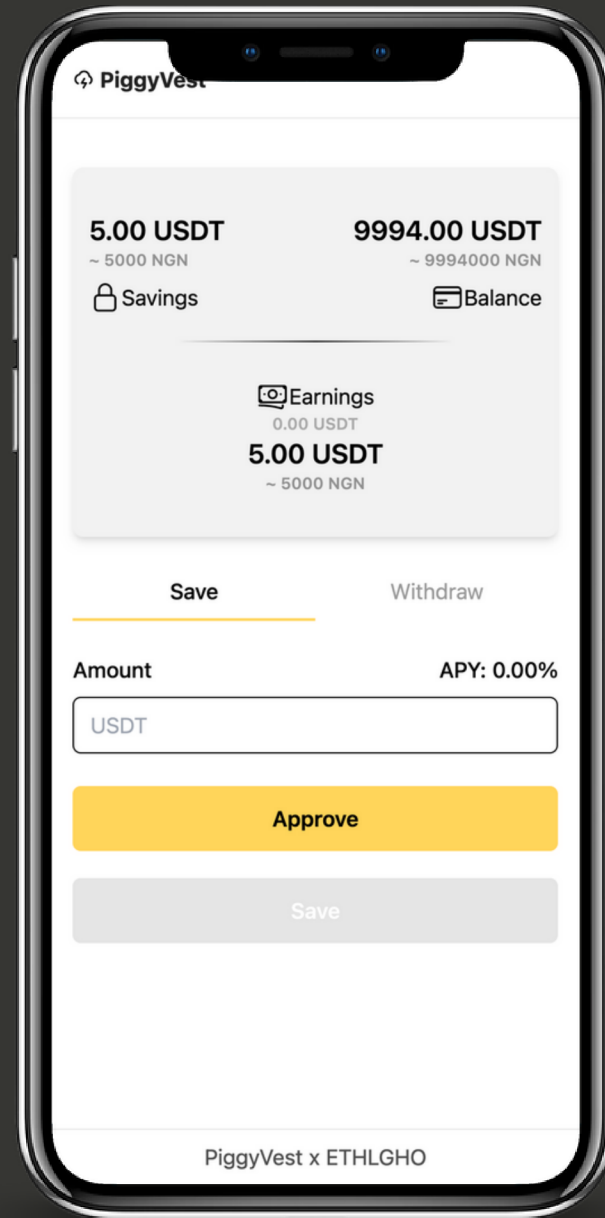 PiggyVest
5.00 USDT 9994.00 USDT
~ 5000 NGN ~ 9994000 NGN
Savings Balance
Earnings
0.00 USDT
5.00 USDT
~ 5000 NGN
Save Withdraw
Amount APY: 0.00%
USDT
Approve
Save
PiggyVest x ETHLGHO